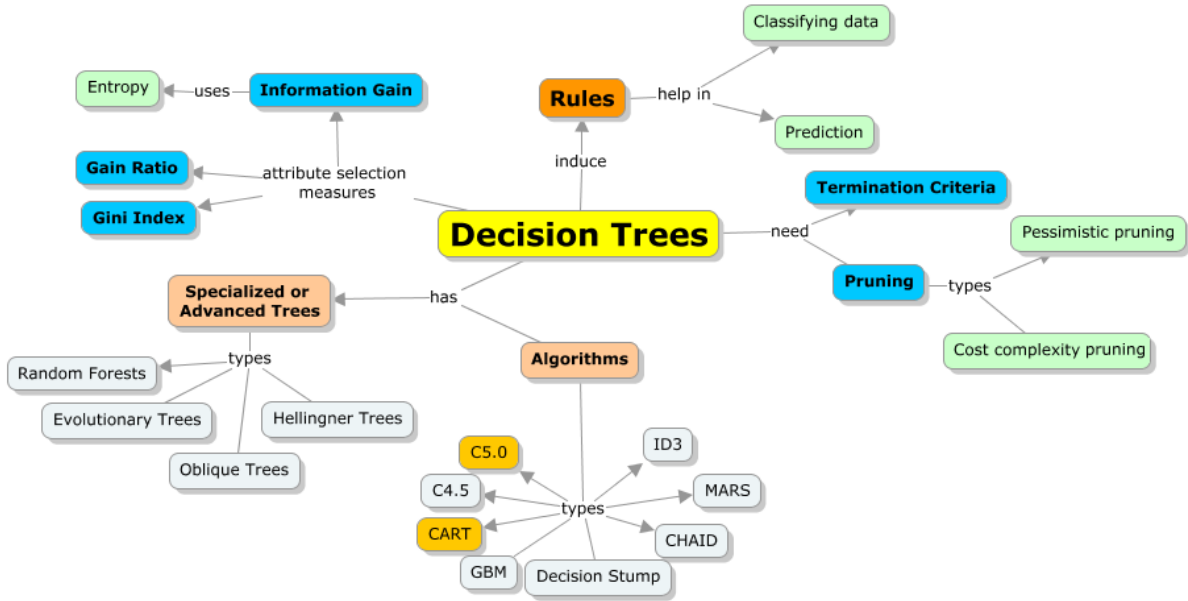 Classifying data
Entropy
uses
Information Gain
Rules
help in
Prediction
induce
Gain Ratio
attribute selection
measures
Gini Index
Termination Criteria
Decision Trees
need
Pessimistic pruning
Pruning
types
Cost complexity pruning
Specialized or
Advanced Trees
has
Algorithms
types
Random Forests
Evolutionary Trees
Hellingner Trees
Oblique Trees
C5.0
ID3
C4.5
MARS
types
CART
CHAID
GBM
Decision Stump